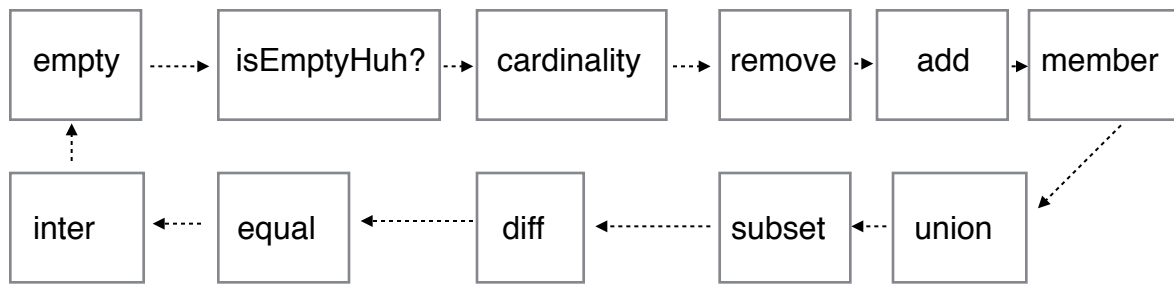 empty isEmptyHuh? cardinality remove add member
inter equal diff subset union